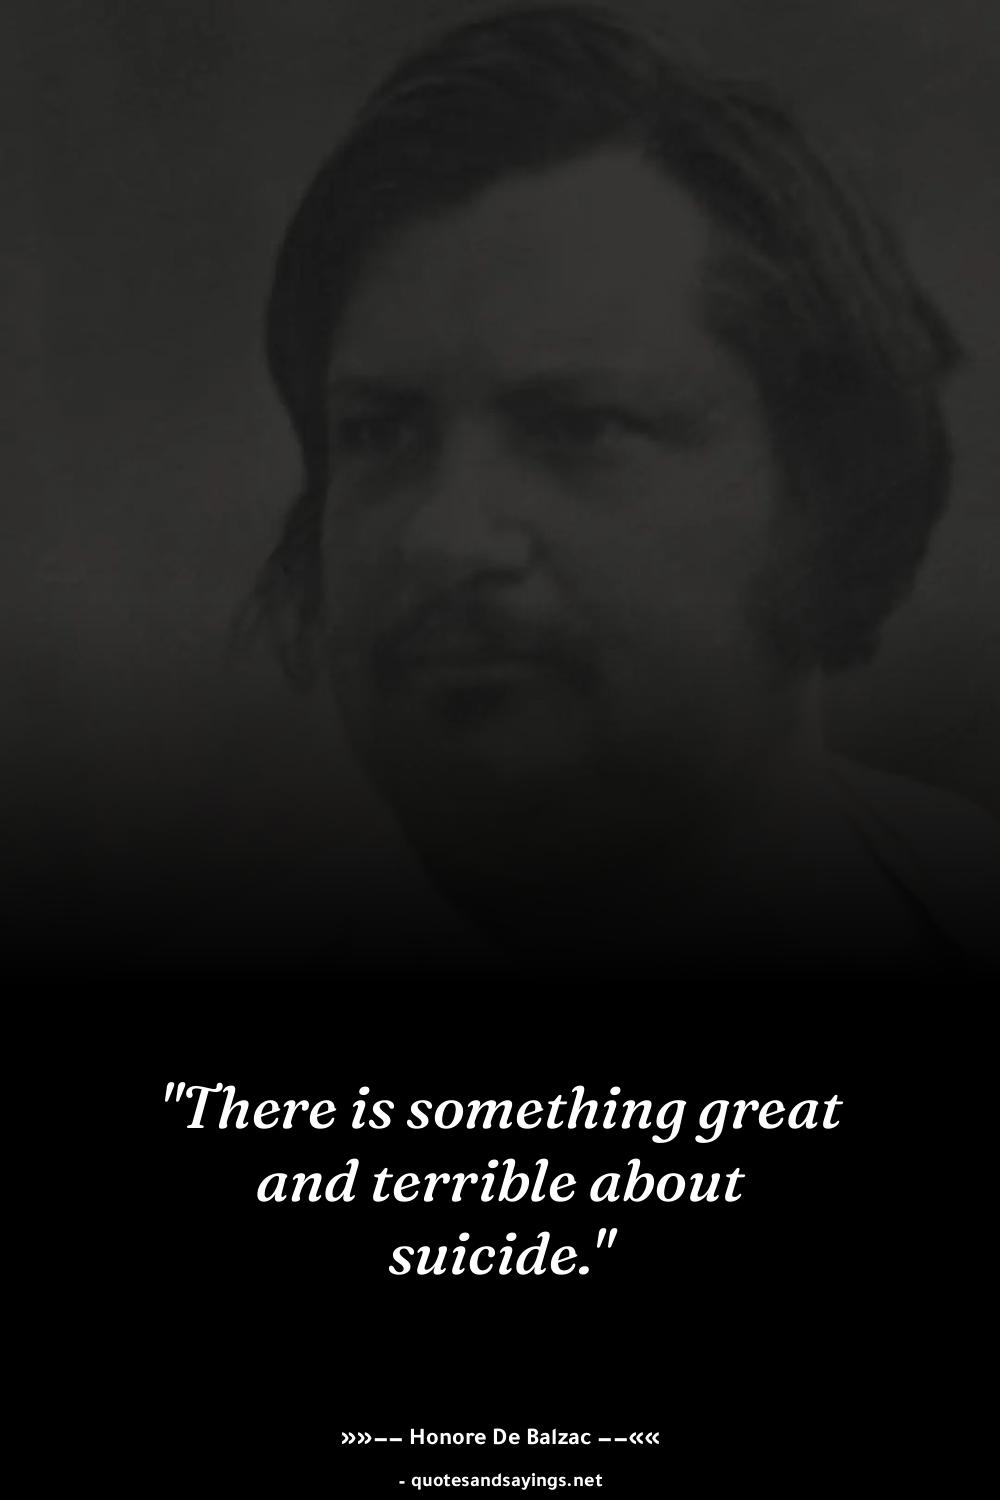 "There is something great
and terrible about
suicide."
»»–– Honore De Balzac ––««
- quotesandsayings.net